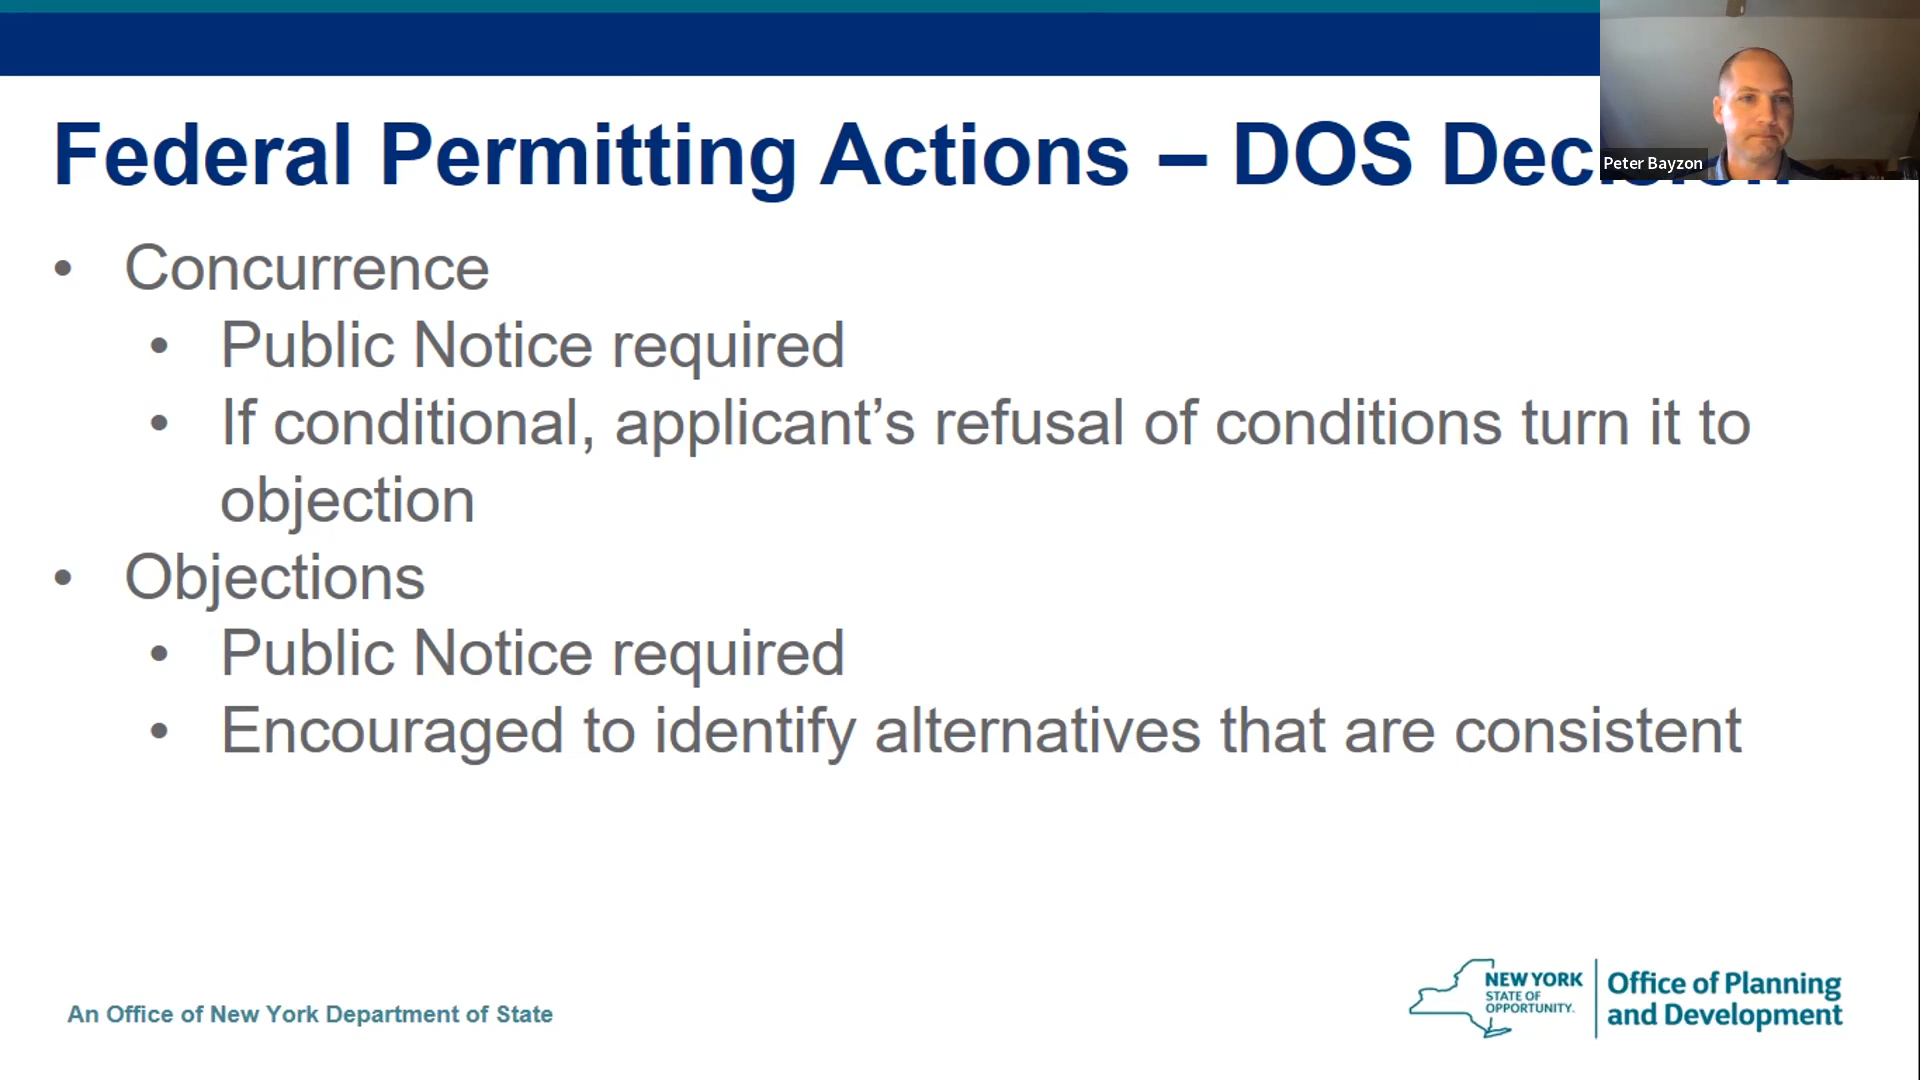 Federal Permitting Actions – DOS Decision
Peter Bayzon
• Concurrence
• Public Notice required
• If conditional, applicant’s refusal of conditions turn it to
objection
• Objections
• Public Notice required
• Encouraged to identify alternatives that are consistent
An Office of New York Department of State
NEW YORK
STATE OF
OPPORTUNITY.
Office of Planning
and Development